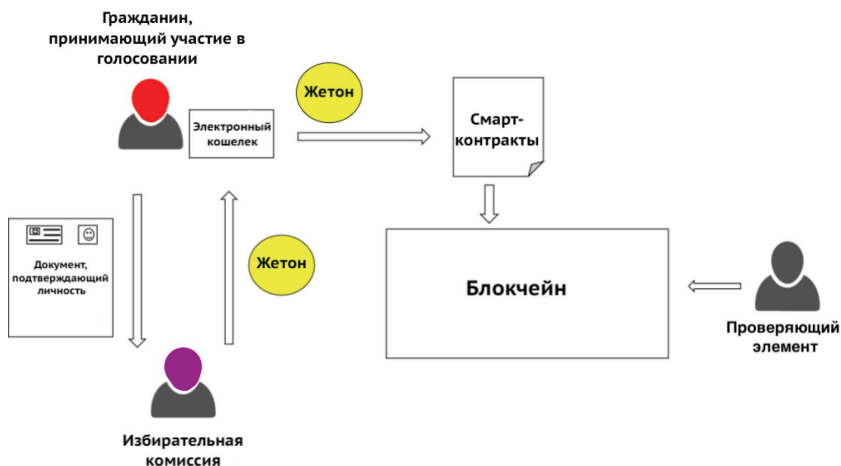 Гражданин,
принимающий участие в
голосовании
Жетон
Электронный
кошелек
Смарт-
контракты
Документ,
подтверждающий
личность
Жетон
Блокчейн
Проверяющий
элемент
Избирательная
комиссия